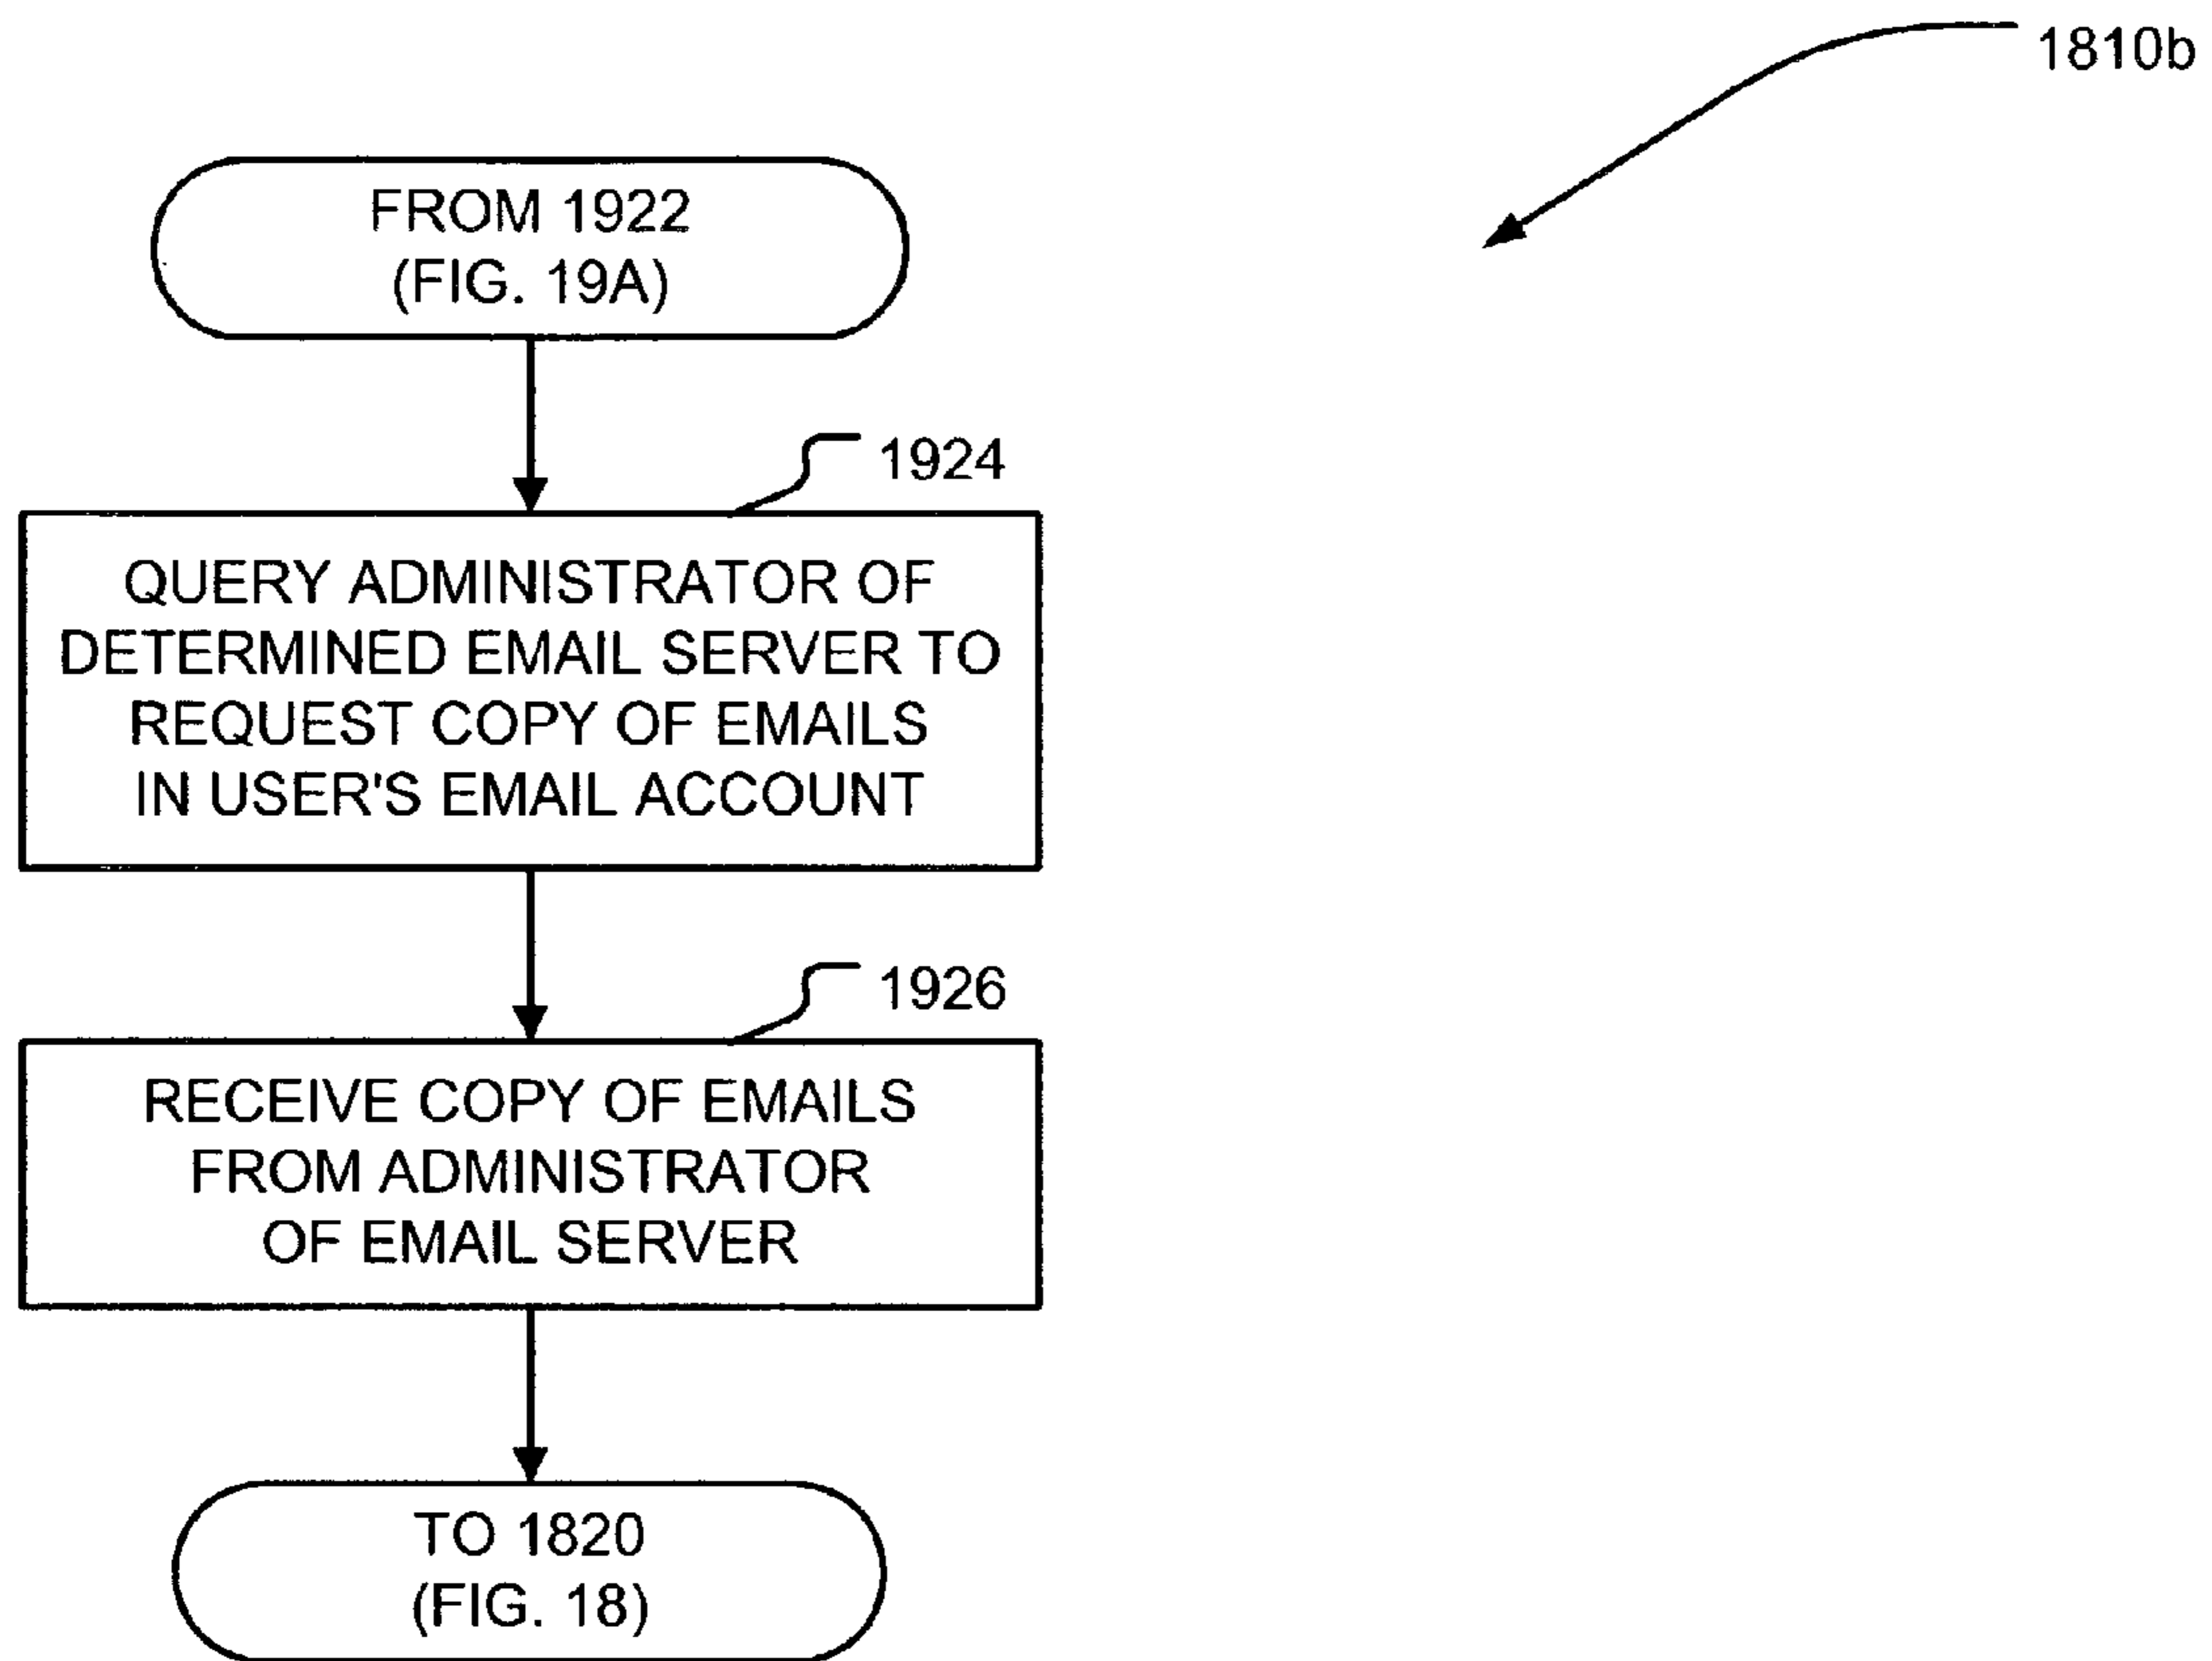 1810b
FROM 1922
(FIG. 19A)
1924
QUERY ADMINISTRATOR OF
DETERMINED EMAIL SERVER TO
REQUEST COPY OF EMAILS
IN USER'S EMAIL ACCOUNT
1926
RECEIVE COPY OF EMAILS
FROM ADMINISTRATOR
OF EMAIL SERVER
TO 1820
(FIG. 18)